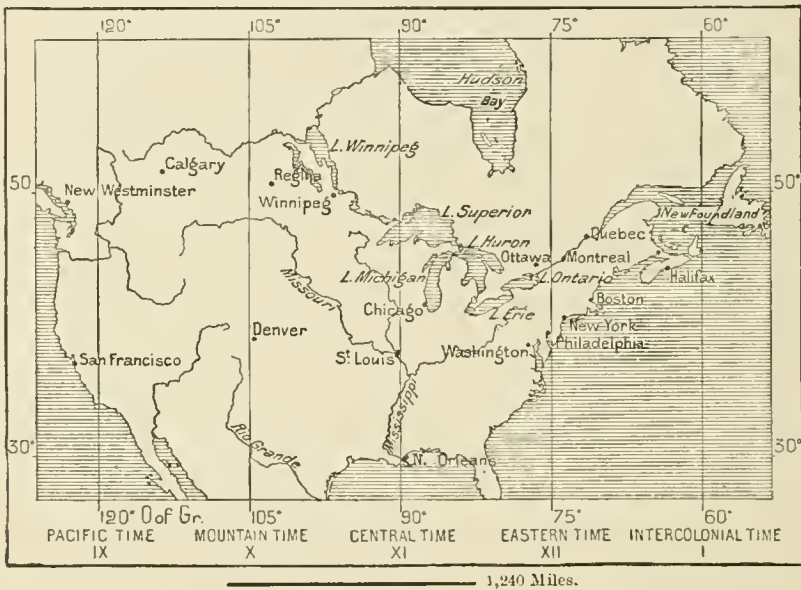 120° 105° 90° 75° 60°
Hudson
Bay
L. Winnipeg
Calgary
Regina
50° 50°
New Westminster
Winnipeg
L. Superior
NewFoundland
Quebec
L. Huron
Ottawa Montreal
L. Michigan
L. Ontario
Halifax
Missouri
Chicago
Boston
L. Erie
New York
Denver
Philadelphia
Washington
St. Louis
San Francisco
Mississippi
Rio Grande
30° 30°
N. Orleans
120° O of Gr. 105° 90° 75° 60°
PACIFIC TIME MOUNTAIN TIME CENTRAL TIME EASTERN TIME INTERCOLONIAL TIME
IX X XI XII I
1,240 Miles.